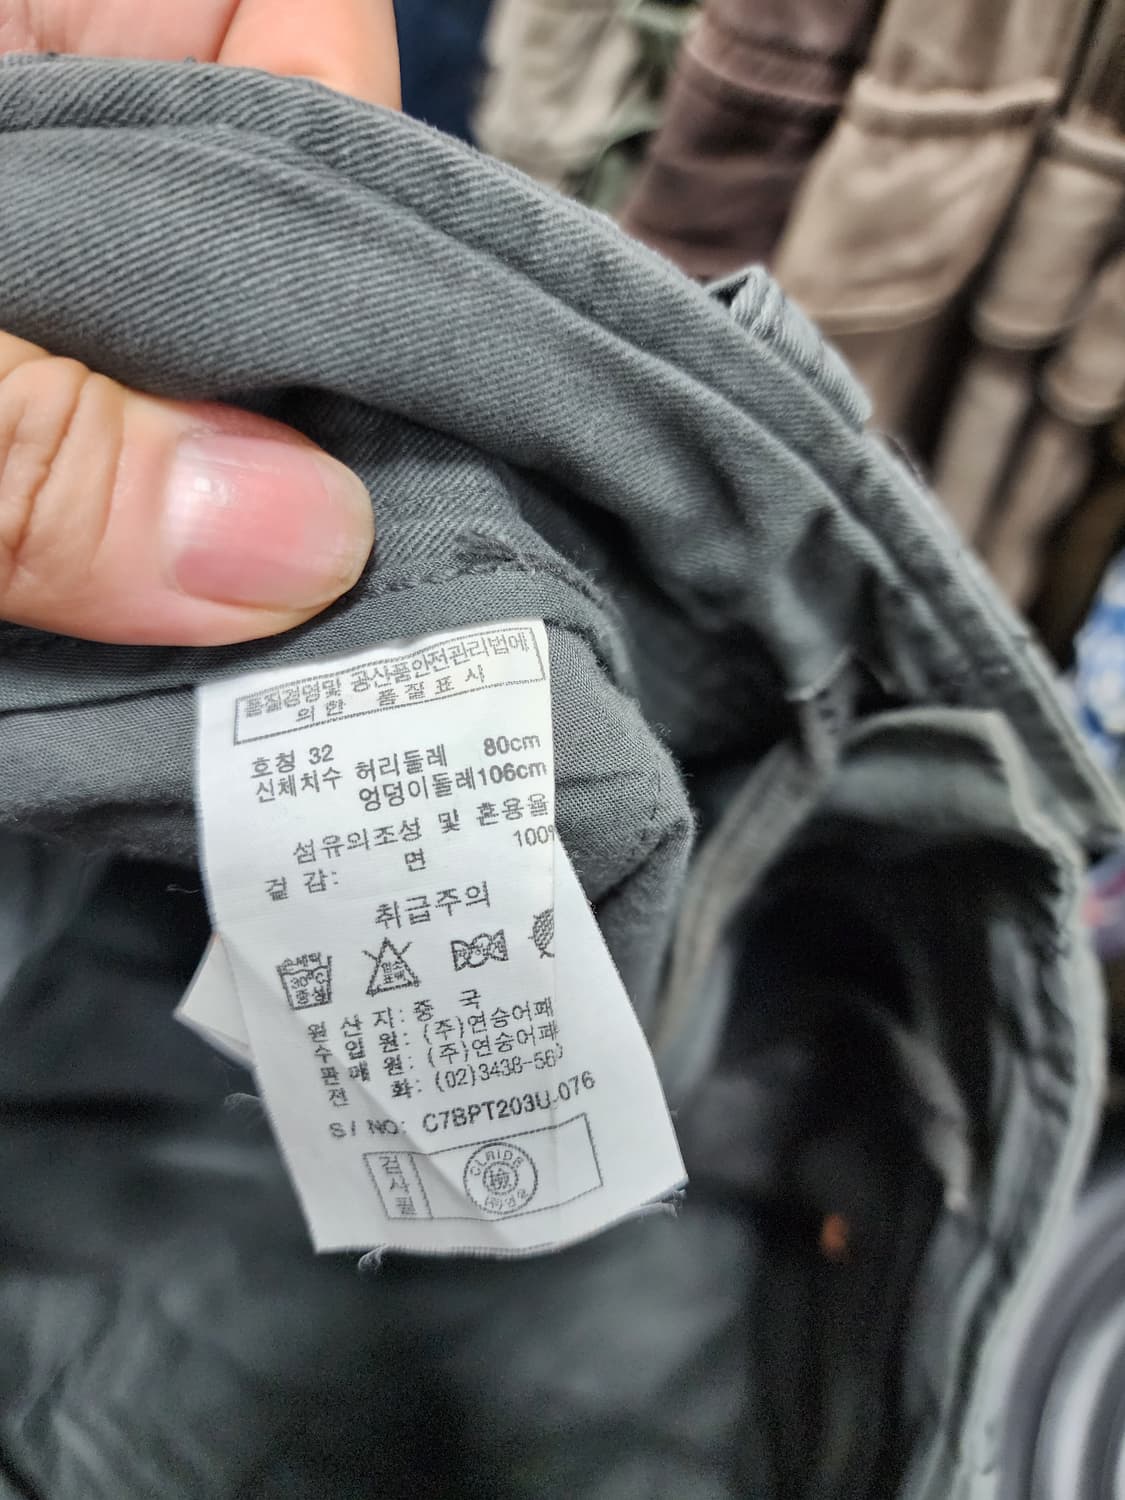 품질경영및 공산품안전관리법에
의한 품질표시
호칭 32
신체치수 허리둘레 80cm
엉덩이둘레106cm
섬유의조성 및 혼용율
겉 감: 면 100%
취급주의
원 산 지: 중 국
수 입 원: (주)연승어패
판 매 원: (주)연승어패
전 화: (02)3438-56
S/ NO: C7BPT203U-076
검사필
CLRIDE
檢